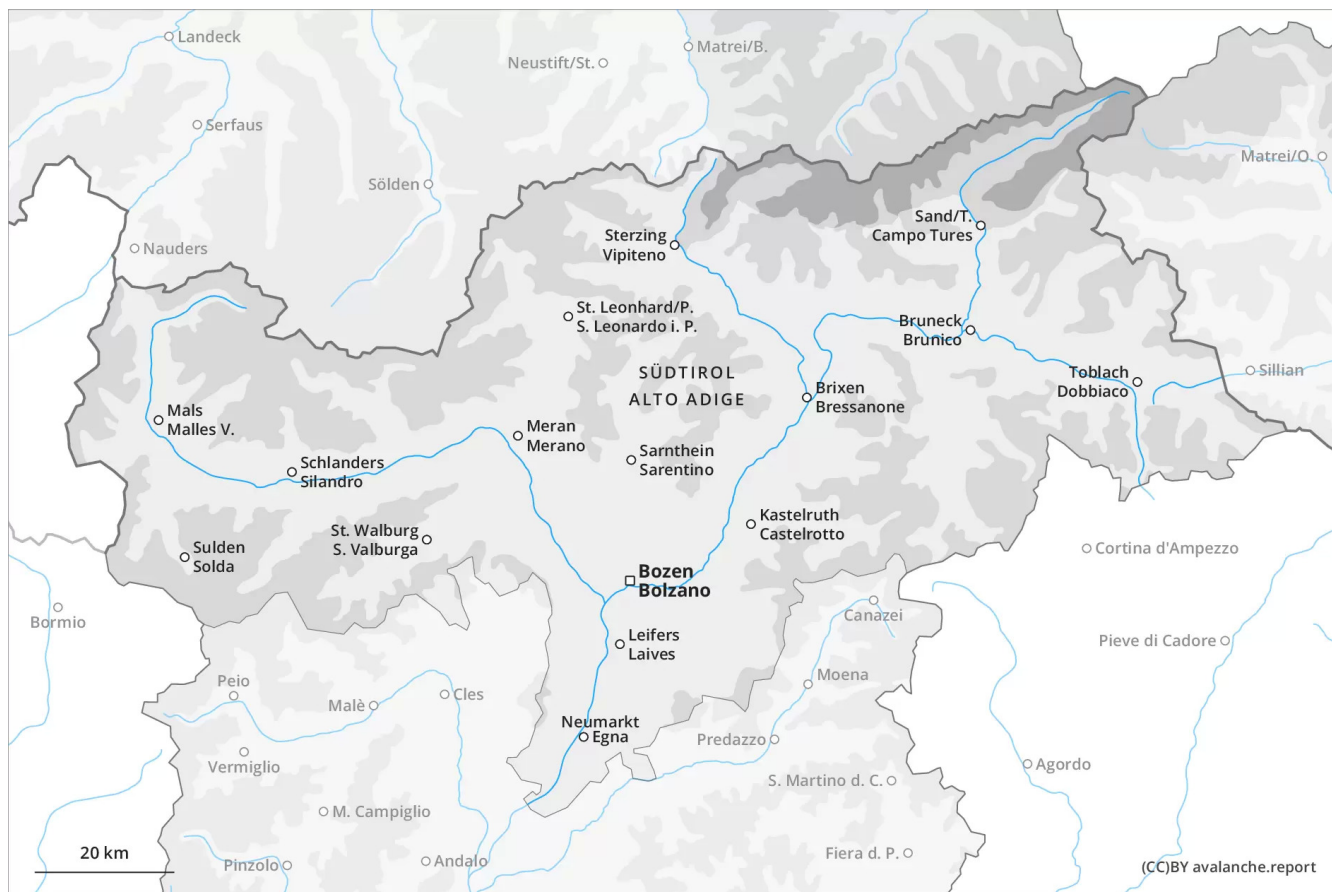 Landeck
Matrei/B.
Neustift/St.
Serfaus
Matrei/O.
Sölden
Sand/T.
Campo Tures
Sterzing
Vipiteno
Nauders
St. Leonhard/P.
S. Leonardo i. P.
Bruneck
Brunico
SÜDTIROL
ALTO ADIGE
Toblach
Dobbiaco
Sillian
Brixen
Bressanone
Mals
Malles V.
Meran
Merano
Sarnthein
Sarentino
Schlanders
Silandro
Kastelruth
Castelrotto
St. Walburg
S. Valburga
Sulden
Solda
Cortina d'Ampezzo
Bozen
Bolzano
Bormio
Canazei
Leifers
Laives
Pieve di Cadore
Peio
Moena
Malè
Cles
Neumarkt
Egna
Predazzo
Vermiglio
Agordo
S. Martino d. C.
M. Campiglio
20 km
Pinzolo
Andalo
Fiera d. P.
(CC)BY avalanche.report